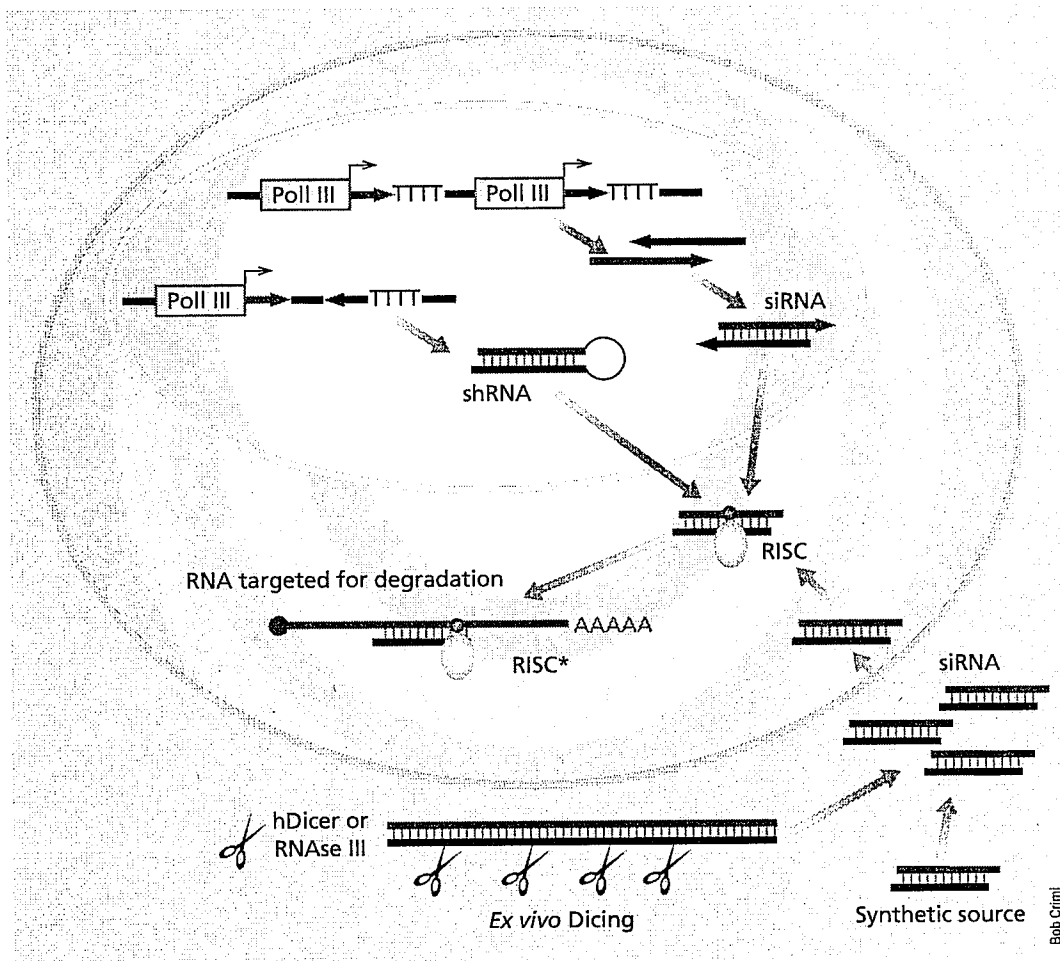 Poll III TTTT Poll III TTTT
Poll III TTTT
siRNA
shRNA
RISC
RNA targeted for degradation
AAAAA
RISC*
siRNA
hDicer or
RNAse III
Ex vivo Dicing
Synthetic source
Bob Crimi